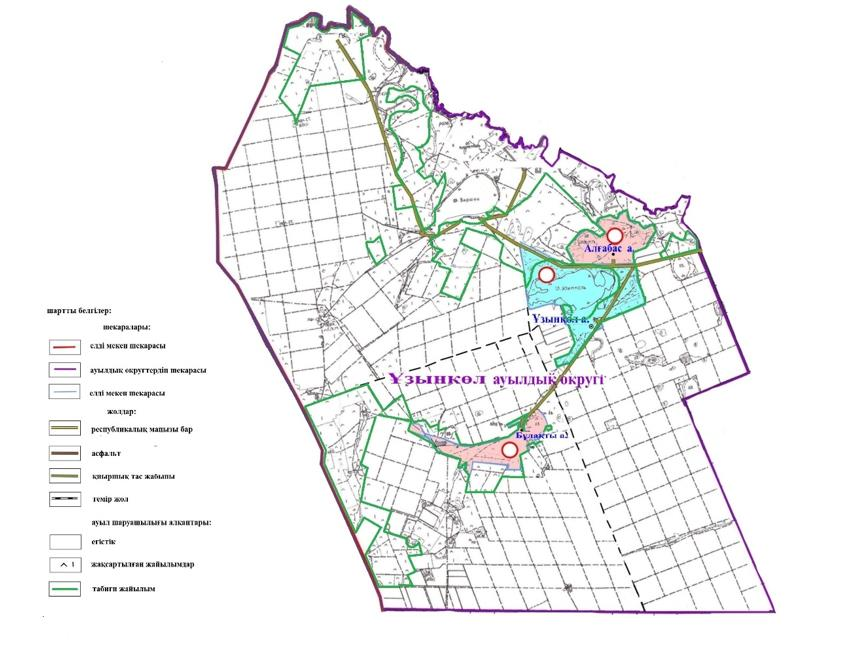 шартты белгілер:
шекаралары:
елді мекен шекарасы
ауылдық округтердің шекарасы
елді мекен шекарасы
жолдар:
республикалық маңызы бар
асфальт
қиыршық тас жабыны
темір жол
ауыл шаруашылығы алқаптары:
егістік
1 жақсартылған жайылымдар
табиғи жайылым
Алғабас а.
Ұзынкөл а.
Ұзынкөл ауылдық округі
Бұлақты а.